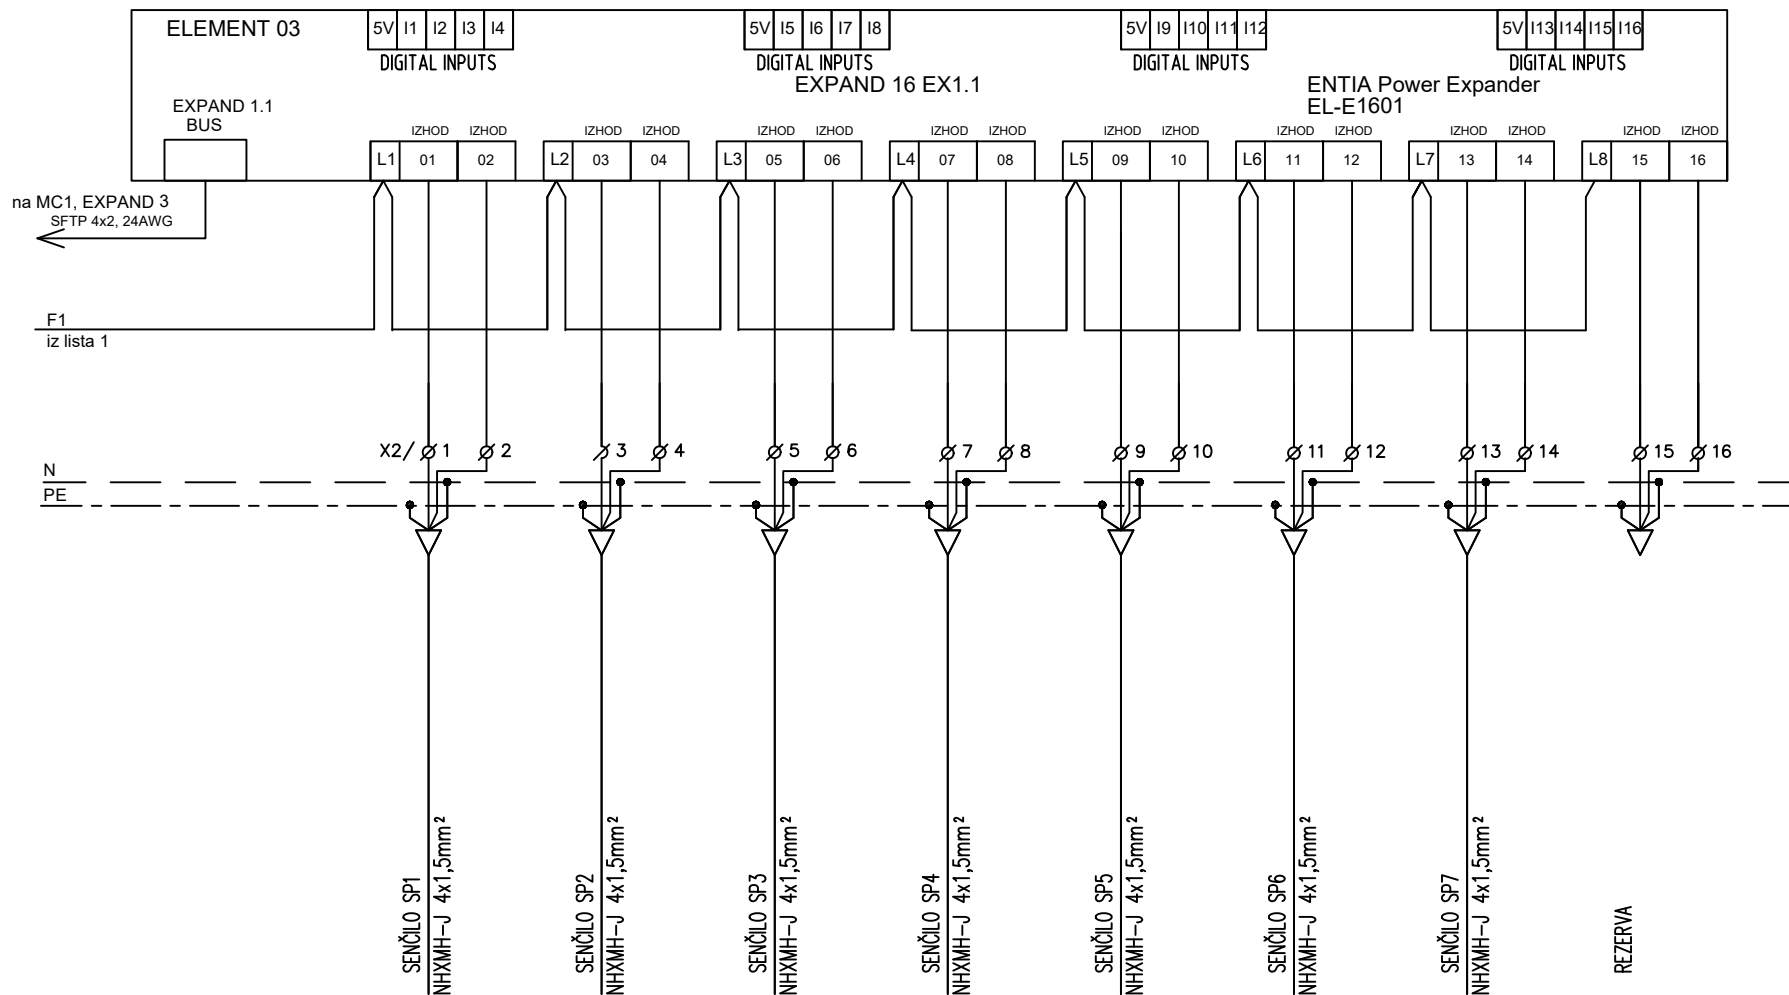 ELEMENT 03
5V I1 I2 I3 I4
DIGITAL INPUTS
5V I5 I6 I7 I8
DIGITAL INPUTS
5V I9 I10 I11 I12
DIGITAL INPUTS
5V I13 I14 I15 I16
DIGITAL INPUTS
EXPAND 16 EX1.1
ENTIA Power Expander
EL-E1601
EXPAND 1.1
BUS
IZHOD IZHOD IZHOD IZHOD IZHOD IZHOD IZHOD IZHOD IZHOD IZHOD IZHOD IZHOD IZHOD IZHOD IZHOD IZHOD
L1 01 02 L2 03 04 L3 05 06 L4 07 08 L5 09 10 L6 11 12 L7 13 14 L8 15 16
na MC1, EXPAND 3
SFTP 4x2, 24AWG
F1
iz lista 1
X2/ 1 2 3 4 5 6 7 8 9 10 11 12 13 14 15 16
N
PE
SENČILO SP1
NHXMH-J 4x1,5mm²
SENČILO SP2
NHXMH-J 4x1,5mm²
SENČILO SP3
NHXMH-J 4x1,5mm²
SENČILO SP4
NHXMH-J 4x1,5mm²
SENČILO SP5
NHXMH-J 4x1,5mm²
SENČILO SP6
NHXMH-J 4x1,5mm²
SENČILO SP7
NHXMH-J 4x1,5mm²
REZERVA